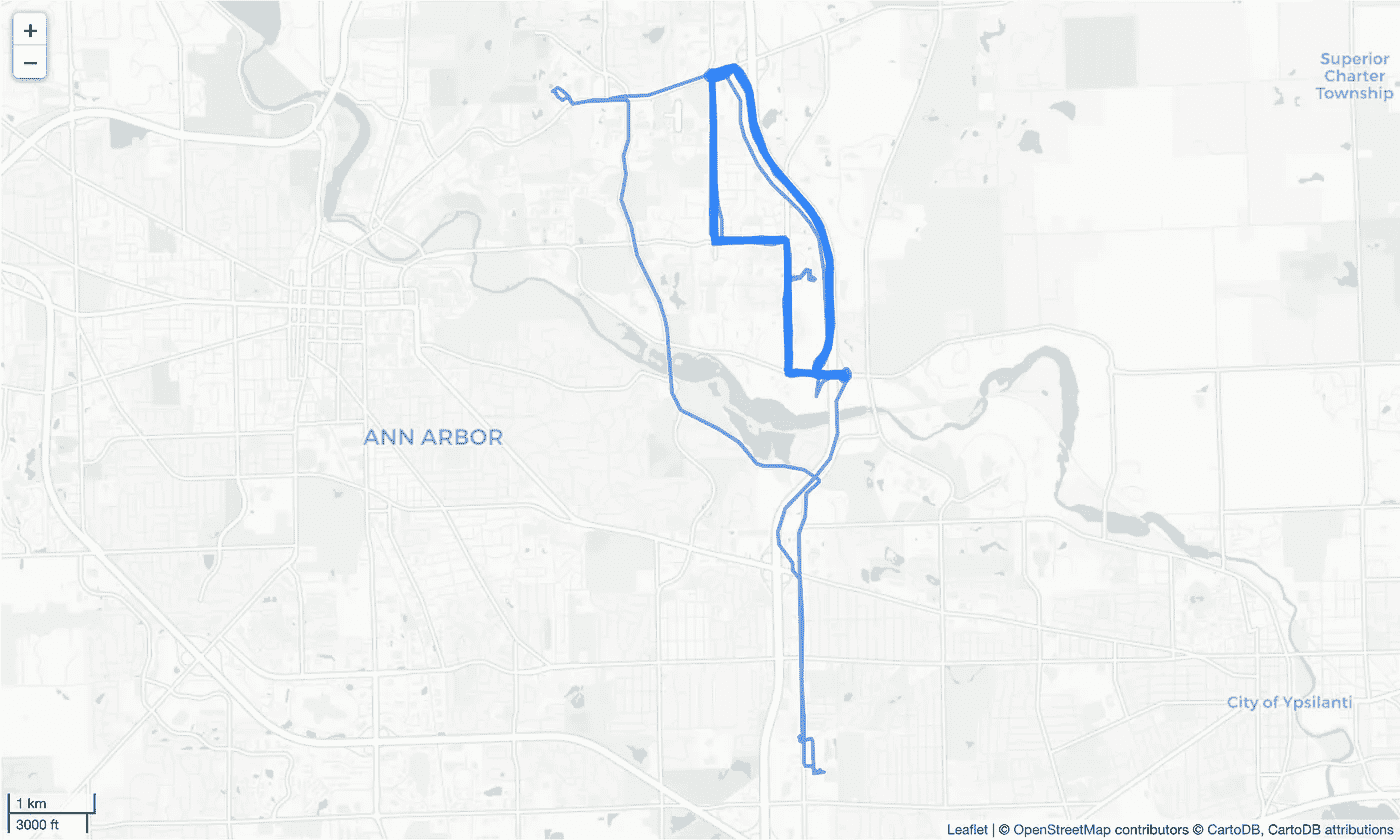 +
−
Superior
Charter
Township
ANN ARBOR
City of Ypsilanti
1 km
3000 ft
Leaflet | © OpenStreetMap contributors © CartoDB, CartoDB attributions